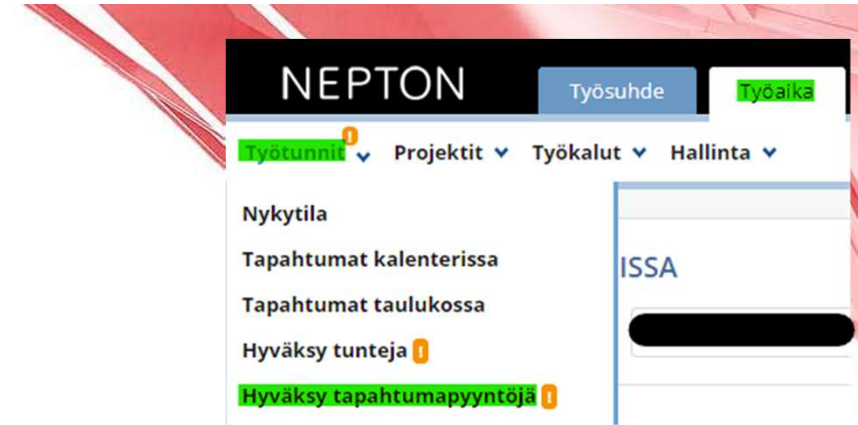 NEPTON Työsuhde Työaika
Työtunnit Projektit Työkalut Hallinta
Nykytila
Tapahtumat kalenterissa
ISSA
Tapahtumat taulukossa
Hyväksy tunteja !
Hyväksy tapahtumapyyntöjä !